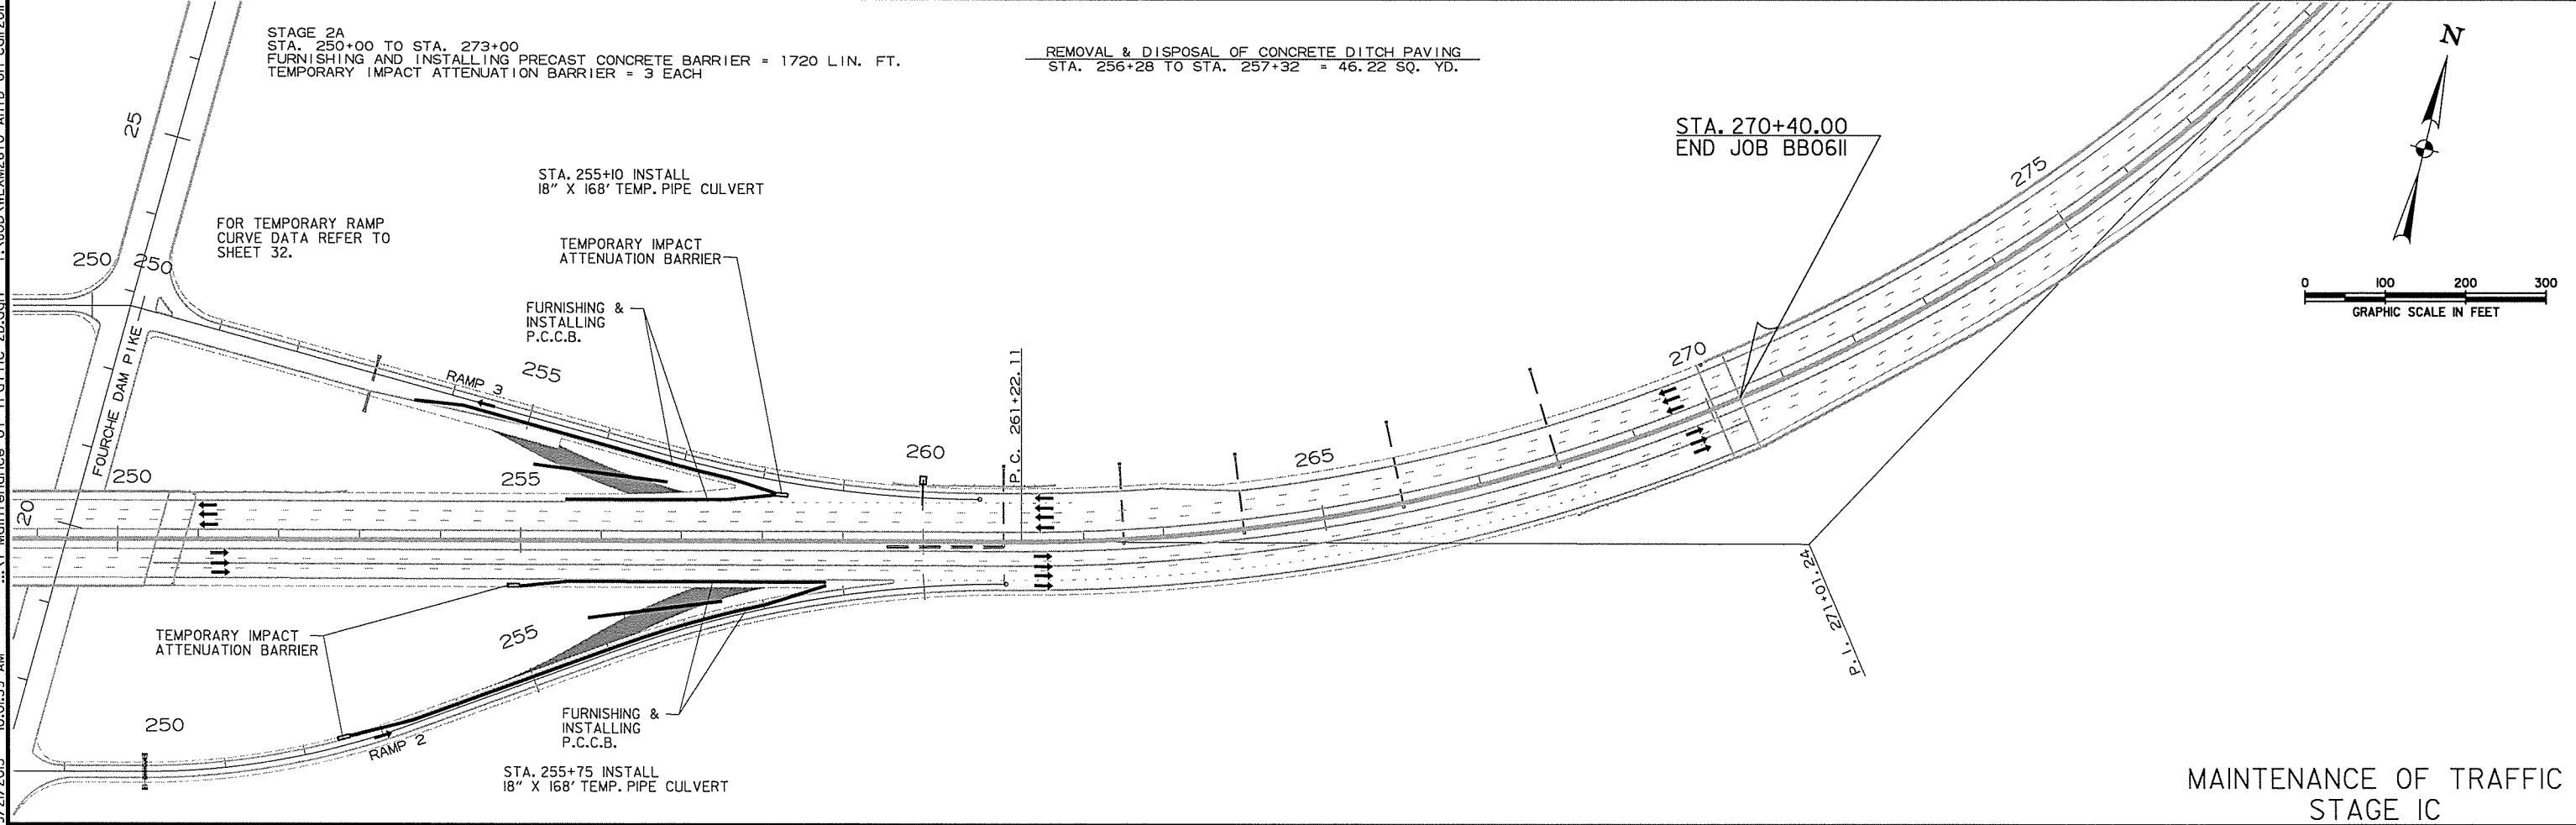 STAGE 2A
STA. 250+00 TO STA. 273+00
FURNISHING AND INSTALLING PRECAST CONCRETE BARRIER = 1720 LIN. FT.
TEMPORARY IMPACT ATTENUATION BARRIER = 3 EACH
REMOVAL & DISPOSAL OF CONCRETE DITCH PAVING
STA. 256+28 TO STA. 257+32 = 46.22 SQ. YD.
N
STA. 270+40.00
END JOB BB0611
25
STA. 255+10 INSTALL
18" X 168' TEMP. PIPE CULVERT
275
FOR TEMPORARY RAMP
CURVE DATA REFER TO
SHEET 32.
TEMPORARY IMPACT
ATTENUATION BARRIER
250
250
0 100 200 300
GRAPHIC SCALE IN FEET
FURNISHING &
INSTALLING
P.C.C.B.
FOURCHE DAM PIKE
RAMP 3
255
P.C. 261+22.11
270
260
265
250
255
20
P.I. 271+01.24
TEMPORARY IMPACT
ATTENUATION BARRIER
255
250
RAMP 2
FURNISHING &
INSTALLING
P.C.C.B.
STA. 255+75 INSTALL
18" X 168' TEMP. PIPE CULVERT
MAINTENANCE OF TRAFFIC
STAGE 1C